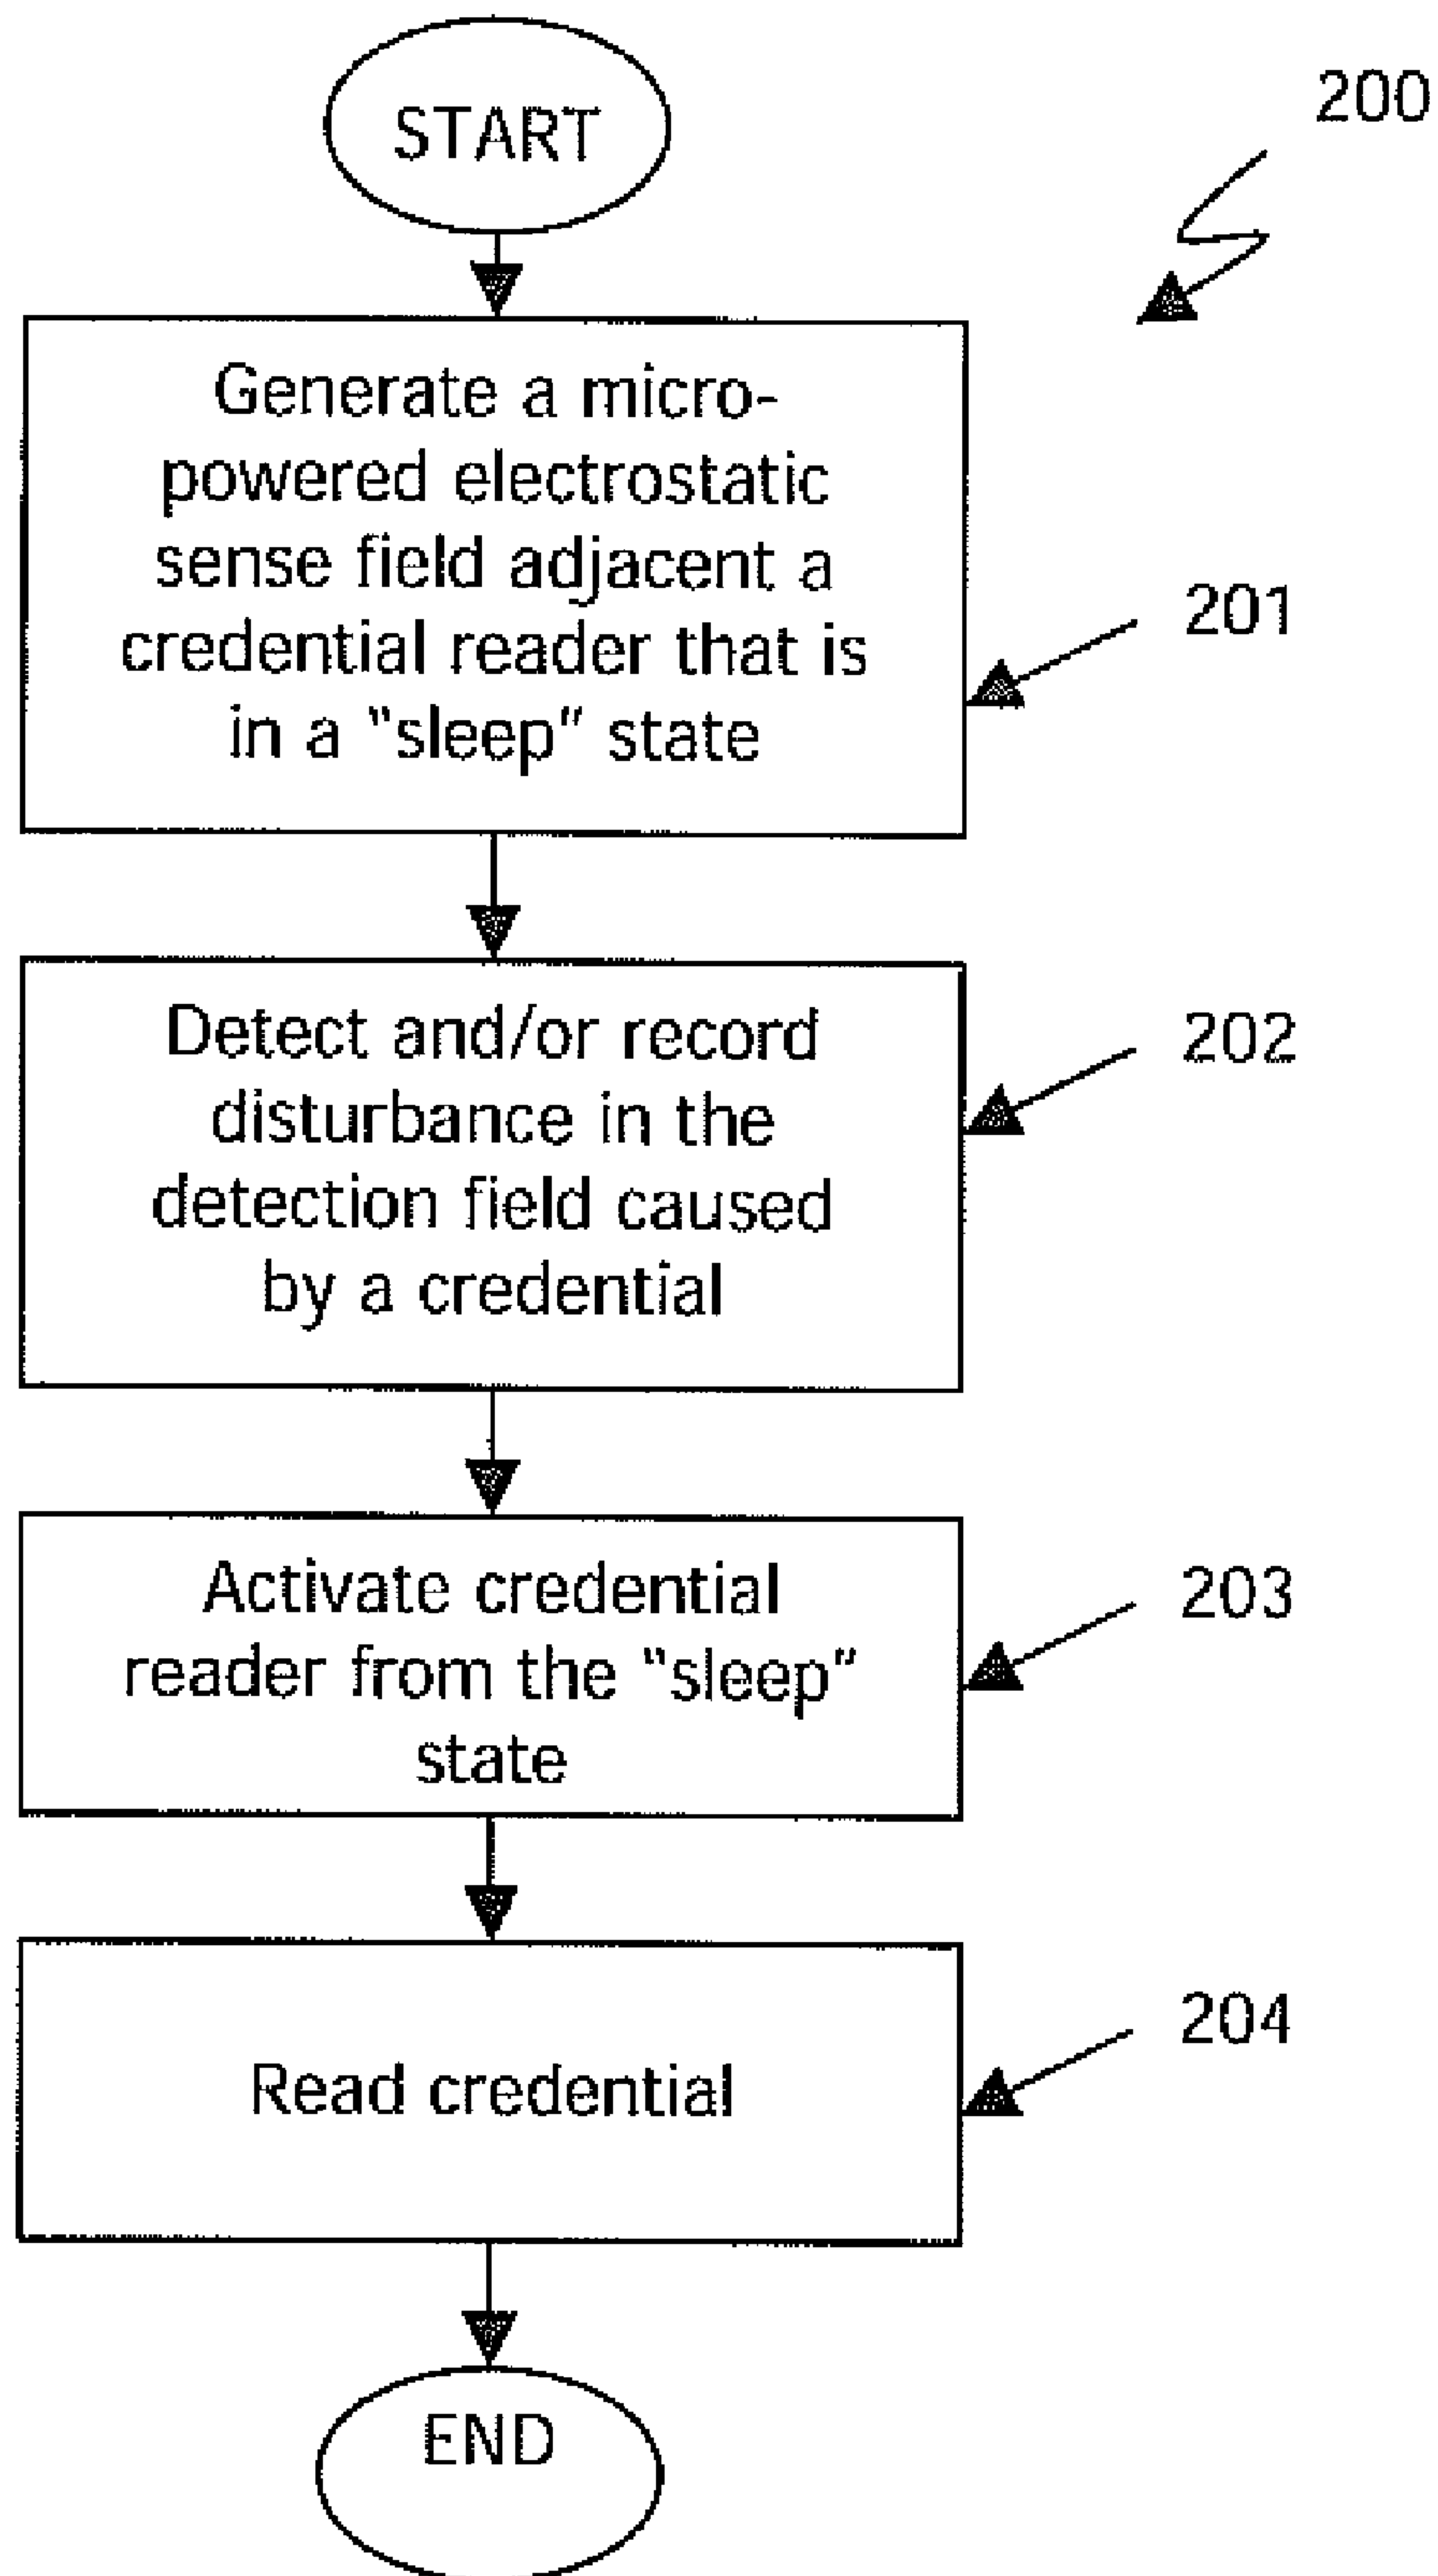 START
200
Generate a micro-
powered electrostatic
sense field adjacent a
credential reader that is
in a "sleep" state
201
Detect and/or record
disturbance in the
detection field caused
by a credential
202
Activate credential
reader from the "sleep"
state
203
Read credential
204
END